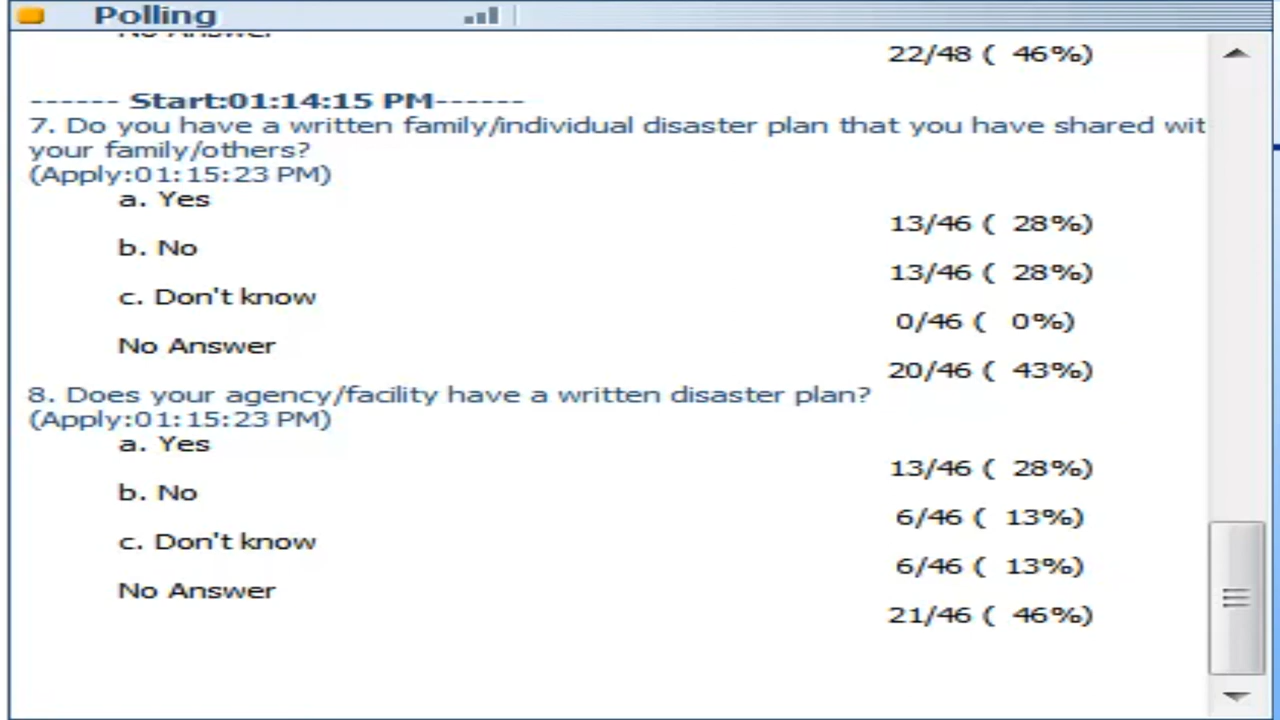 Polling
22/48 ( 46%)
------ Start:01:14:15 PM------
7. Do you have a written family/individual disaster plan that you have shared wit
your family/others?
(Apply:01:15:23 PM)
a. Yes
13/46 ( 28%)
b. No
13/46 ( 28%)
c. Don't know
0/46 ( 0%)
No Answer
20/46 ( 43%)
8. Does your agency/facility have a written disaster plan?
(Apply:01:15:23 PM)
a. Yes
13/46 ( 28%)
b. No
6/46 ( 13%)
c. Don't know
6/46 ( 13%)
No Answer
21/46 ( 46%)